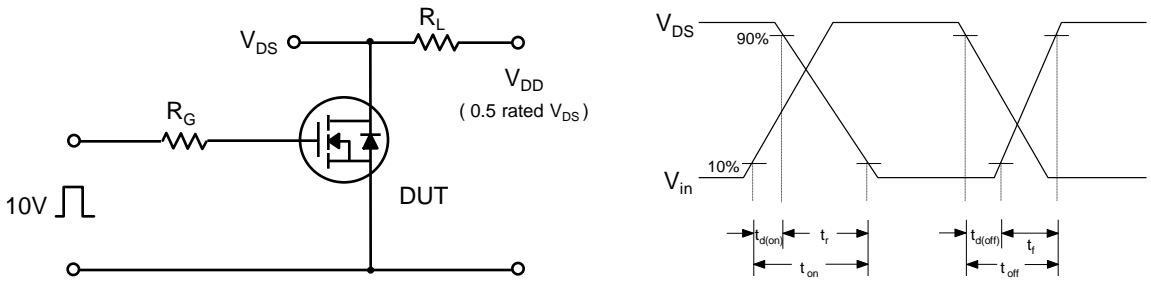 V_DS
R_L
V_DD
( 0.5 rated V_DS )
R_G
10V
DUT
V_DS
90%
10%
V_in
t_d(on)
t_r
t_on
t_d(off)
t_f
t_off